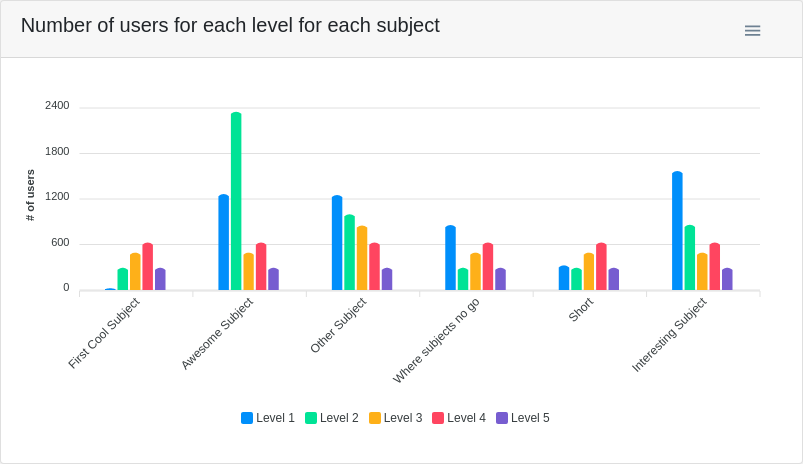 Number of users for each level for each subject
# of users
2400
1800
1200
600
0
First Cool Subject
Awesome Subject
Other Subject
Where subjects no go
Short
Interesting Subject
Level 1 Level 2 Level 3 Level 4 Level 5